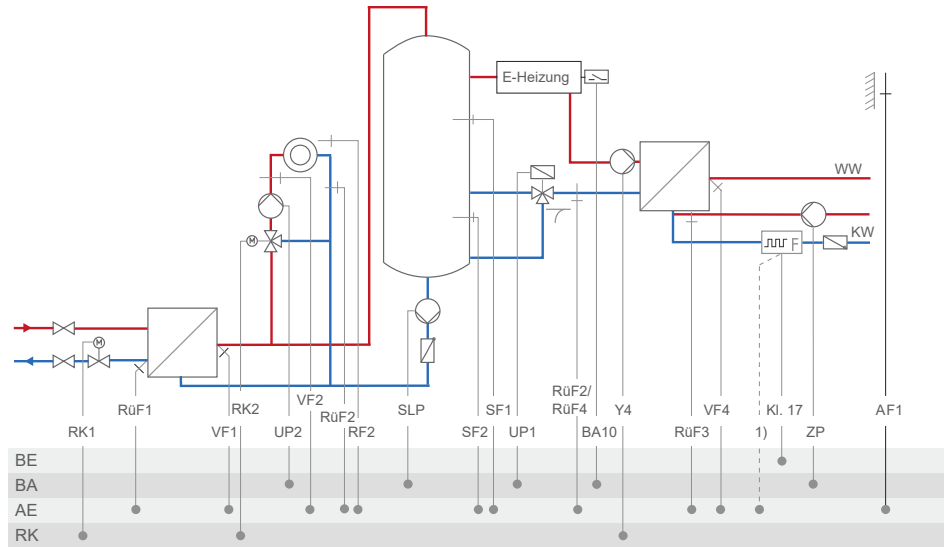 E-Heizung
WW
KW
F
M
M
RüF1
RK2
VF2
RüF2
SLP
SF1
RüF2/
RüF4
Y4
VF4
Kl. 17
AF1
RK1
VF1
UP2
RF2
SF2
UP1
BA10
RüF3
1)
ZP
BE
BA
AE
RK